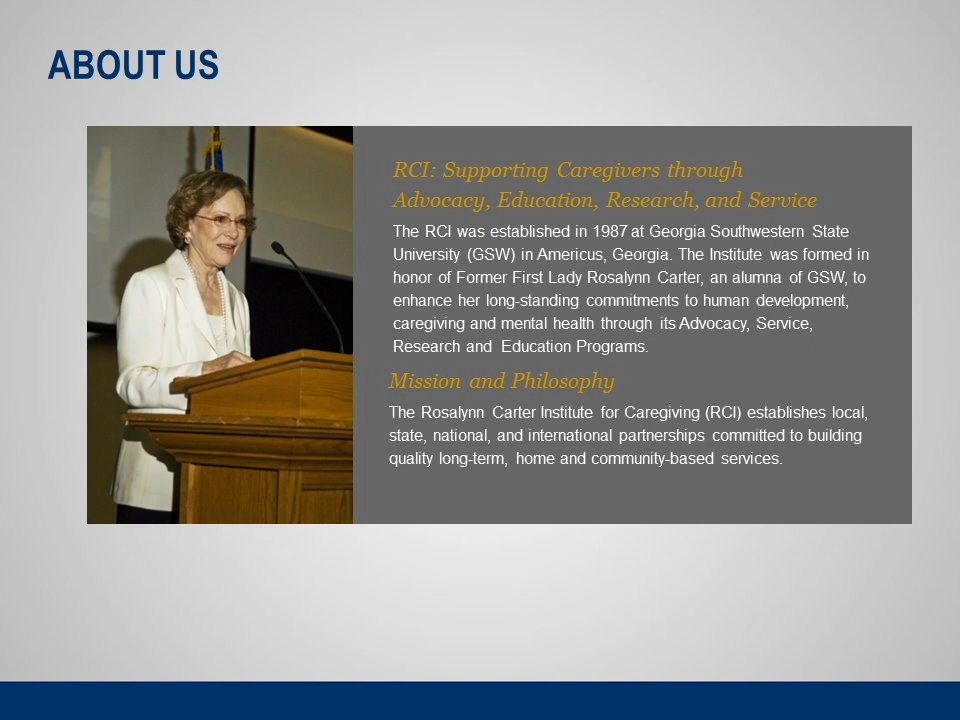 ABOUT US
RCI: Supporting Caregivers through
Advocacy, Education, Research, and Service
The RCI was established in 1987 at Georgia Southwestern State
University (GSW) in Americus, Georgia. The Institute was formed in
honor of Former First Lady Rosalynn Carter, an alumna of GSW, to
enhance her long-standing commitments to human development,
caregiving and mental health through its Advocacy, Service,
Research and Education Programs.
Mission and Philosophy
The Rosalynn Carter Institute for Caregiving (RCI) establishes local,
state, national, and international partnerships committed to building
quality long-term, home and community-based services.